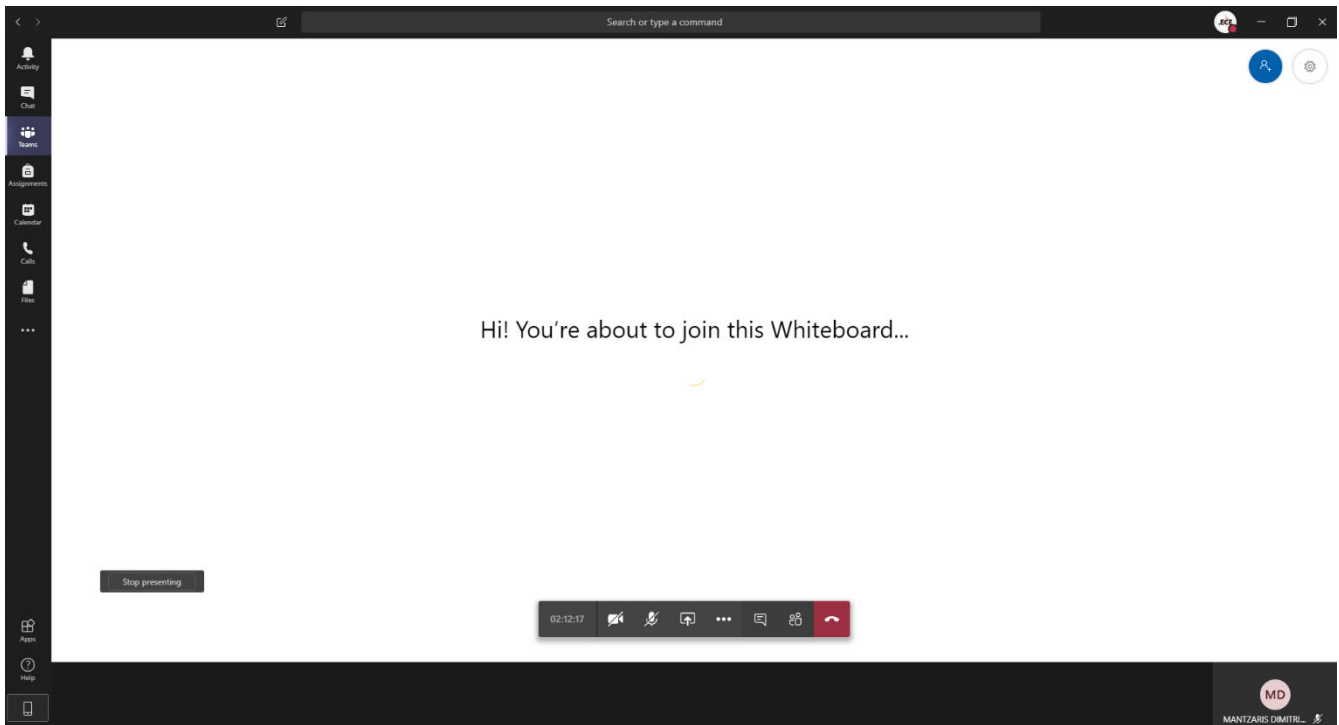 Search or type a command
.ECE
Activity
Chat
Teams
Assignments
Calendar
Calls
Files
Hi! You're about to join this Whiteboard...
Stop presenting
02:12:17
Apps
Help
MD
MANTZARIS DIMITRI...